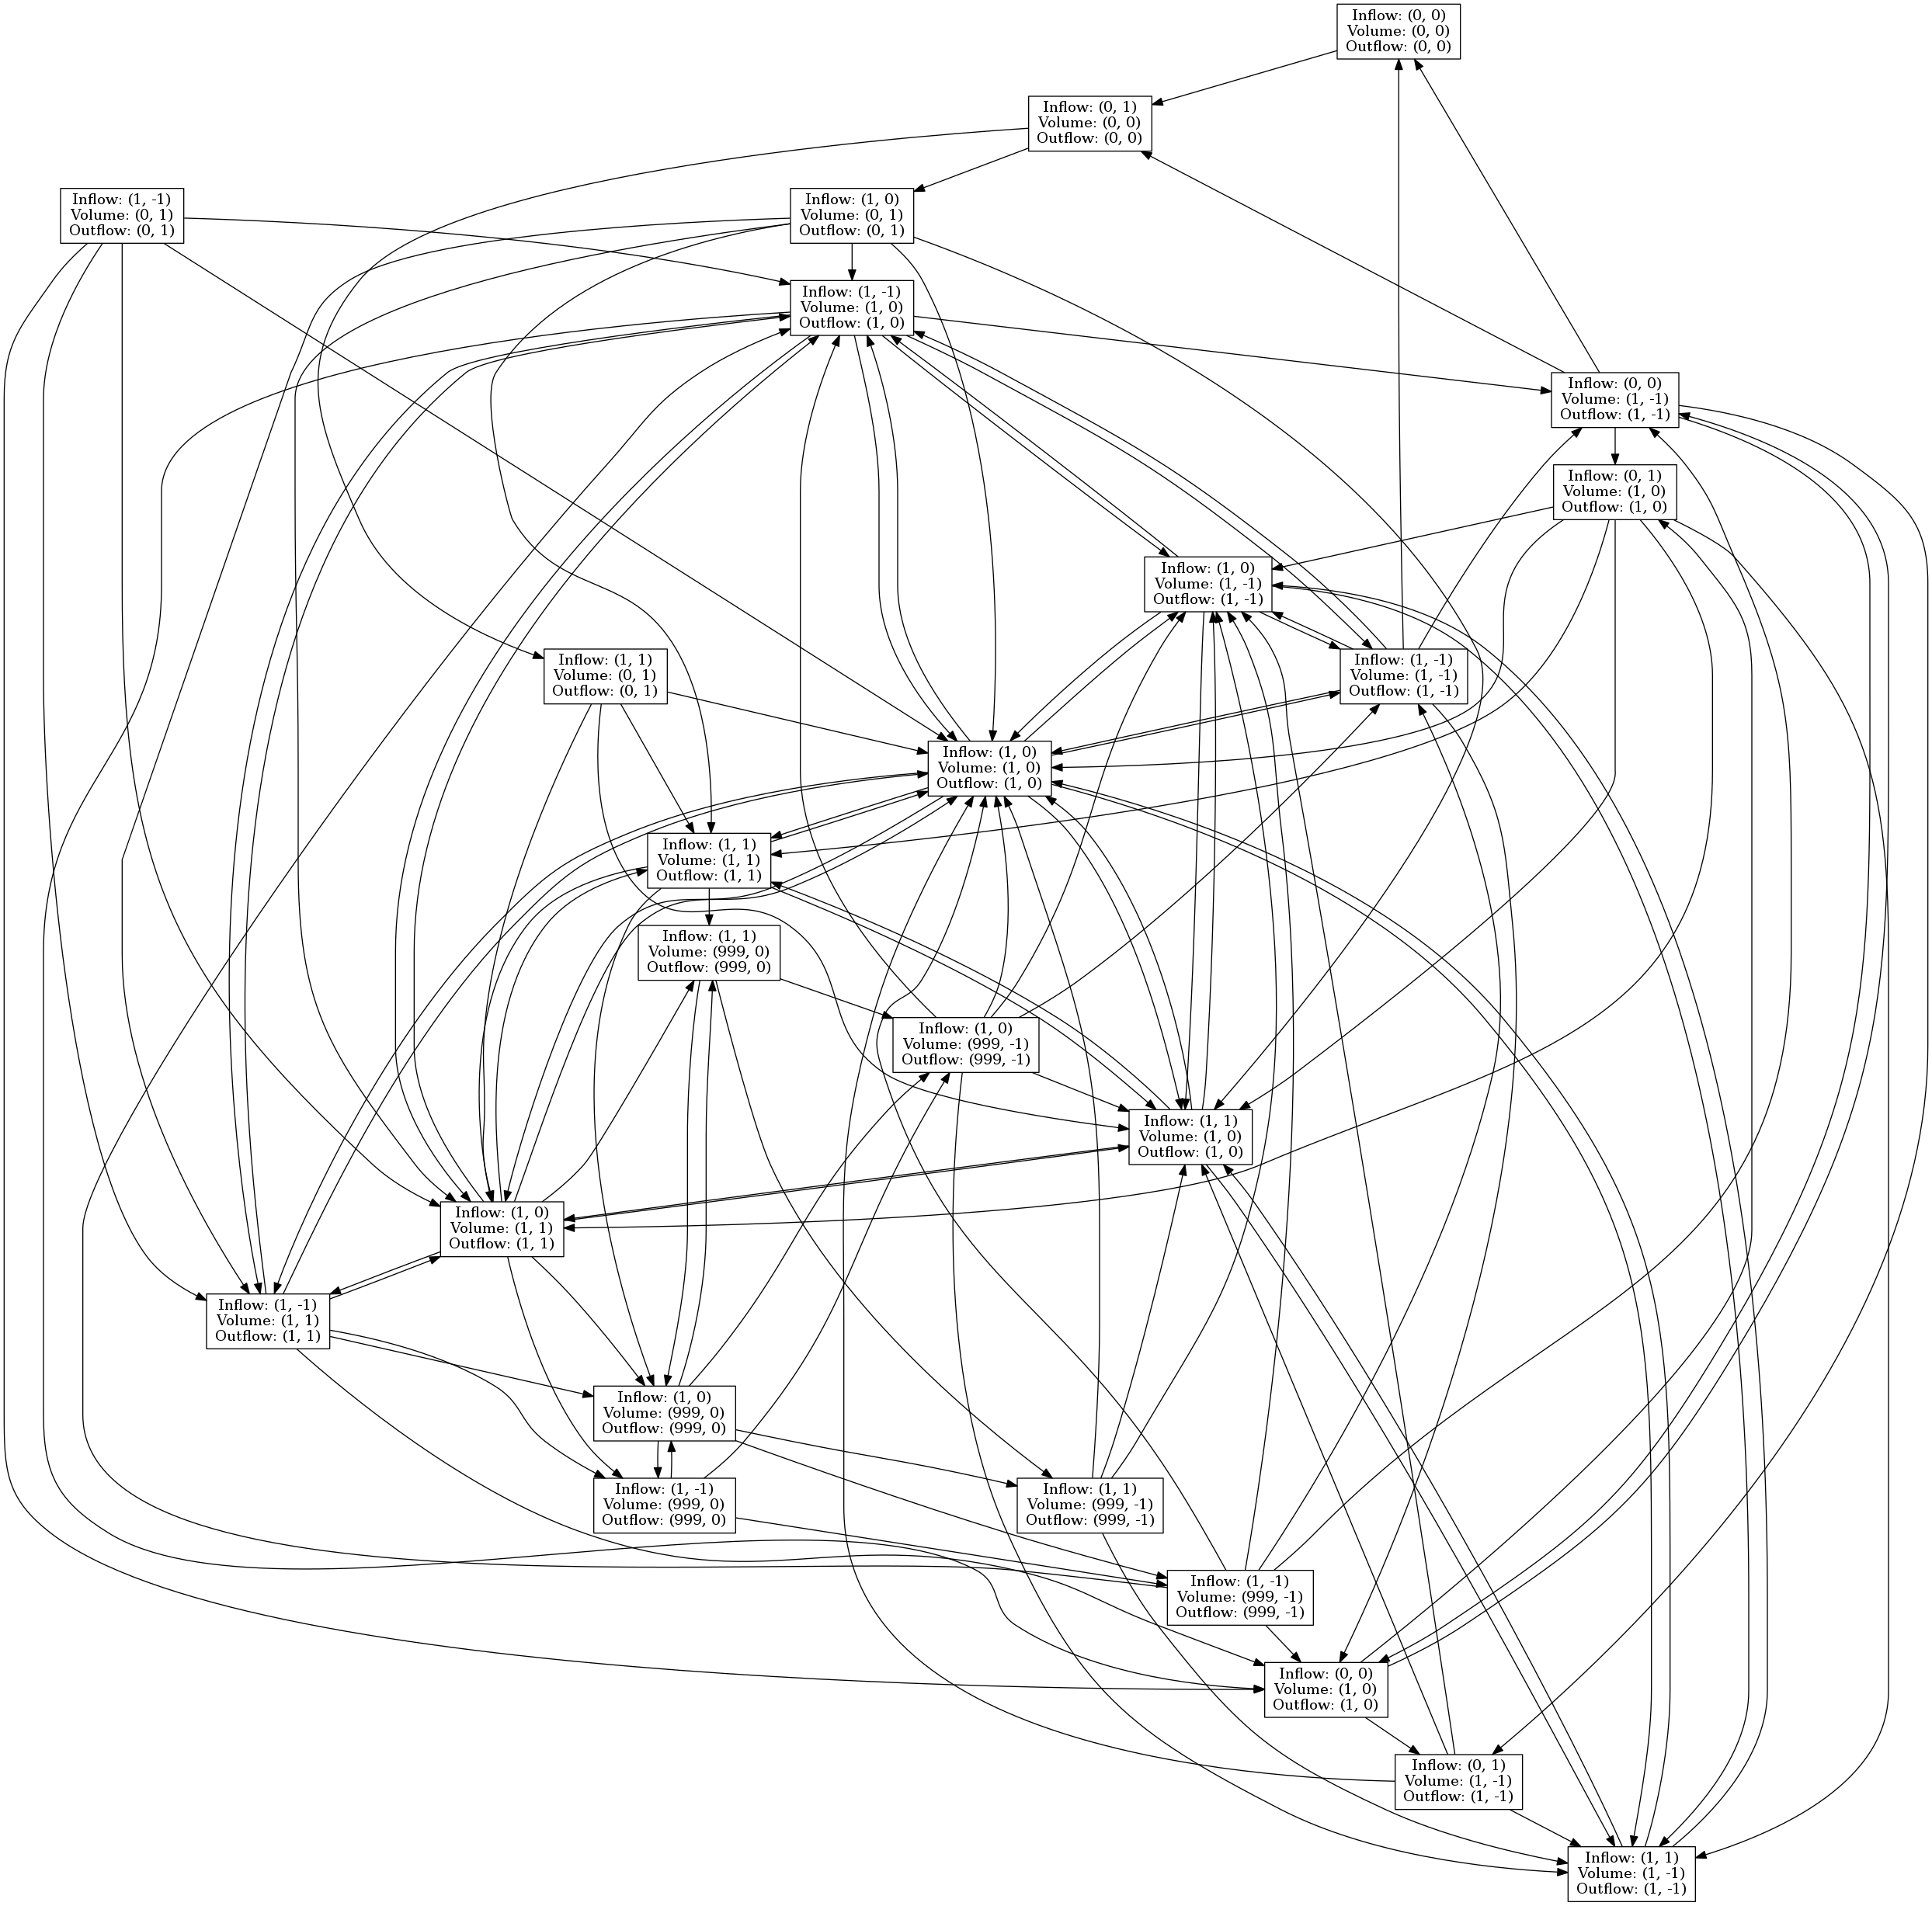 Inflow: (0, 0)
Volume: (0, 0)
Outflow: (0, 0)
Inflow: (0, 1)
Volume: (0, 0)
Outflow: (0, 0)
Inflow: (1, -1)
Volume: (0, 1)
Outflow: (0, 1)
Inflow: (1, 0)
Volume: (0, 1)
Outflow: (0, 1)
Inflow: (1, -1)
Volume: (1, 0)
Outflow: (1, 0)
Inflow: (0, 0)
Volume: (1, -1)
Outflow: (1, -1)
Inflow: (0, 1)
Volume: (1, 0)
Outflow: (1, 0)
Inflow: (1, 0)
Volume: (1, -1)
Outflow: (1, -1)
Inflow: (1, 1)
Volume: (0, 1)
Outflow: (0, 1)
Inflow: (1, -1)
Volume: (1, -1)
Outflow: (1, -1)
Inflow: (1, 0)
Volume: (1, 0)
Outflow: (1, 0)
Inflow: (1, 1)
Volume: (1, 1)
Outflow: (1, 1)
Inflow: (1, 1)
Volume: (999, 0)
Outflow: (999, 0)
Inflow: (1, 0)
Volume: (999, -1)
Outflow: (999, -1)
Inflow: (1, 1)
Volume: (1, 0)
Outflow: (1, 0)
Inflow: (1, 0)
Volume: (1, 1)
Outflow: (1, 1)
Inflow: (1, -1)
Volume: (1, 1)
Outflow: (1, 1)
Inflow: (1, 0)
Volume: (999, 0)
Outflow: (999, 0)
Inflow: (1, -1)
Volume: (999, 0)
Outflow: (999, 0)
Inflow: (1, 1)
Volume: (999, -1)
Outflow: (999, -1)
Inflow: (1, -1)
Volume: (999, -1)
Outflow: (999, -1)
Inflow: (0, 0)
Volume: (1, 0)
Outflow: (1, 0)
Inflow: (0, 1)
Volume: (1, -1)
Outflow: (1, -1)
Inflow: (1, 1)
Volume: (1, -1)
Outflow: (1, -1)